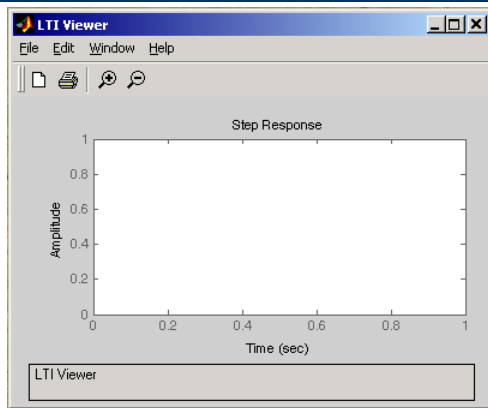 LTI Viewer
File Edit Window Help
Step Response
1
0.8
0.6
0.4
0.2
0
Amplitude
0 0.2 0.4 0.6 0.8 1
Time (sec)
LTI Viewer